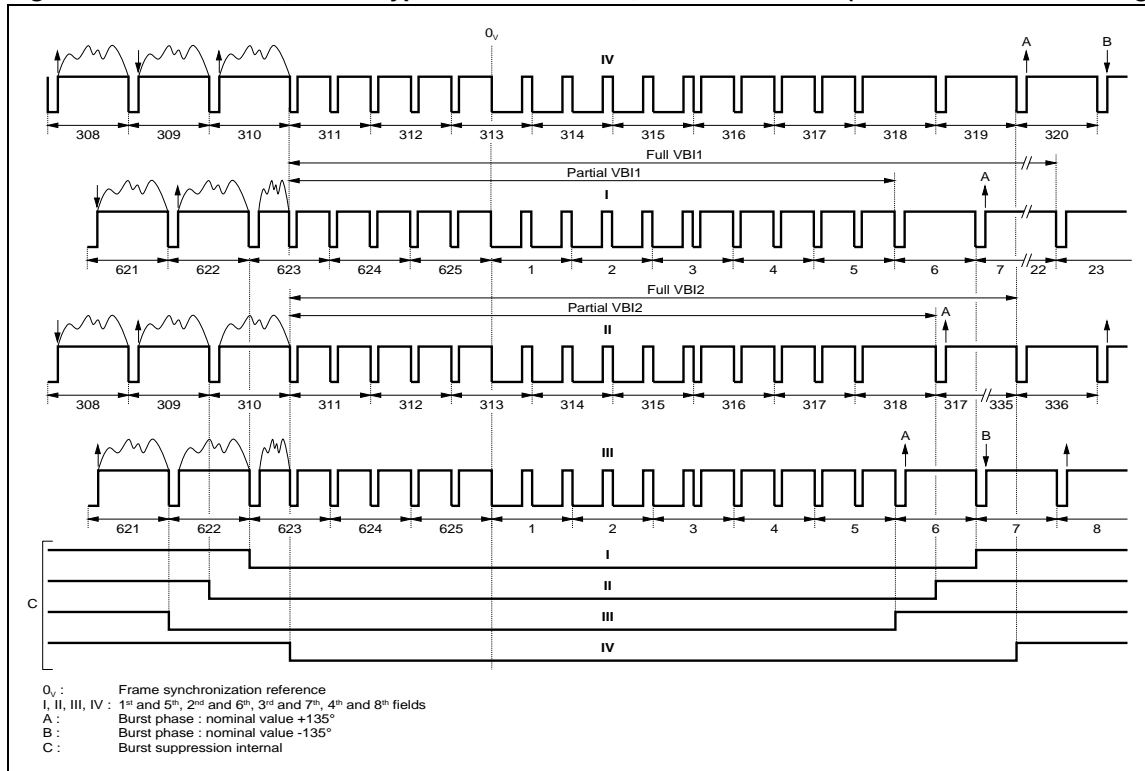 0V
A
B
IV
308 309 310 311 312 313 314 315 316 317 318 319 320
Full VBI1
Partial VBI1
A
I
621 622 623 624 625 1 2 3 4 5 6 7 22 23
Full VBI2
Partial VBI2
A
II
308 309 310 311 312 313 314 315 316 317 318 317 335 336
A
B
III
621 622 623 624 625 1 2 3 4 5 6 7 8
I
II
C
III
IV
0V : Frame synchronization reference
I, II, III, IV : 1st and 5th, 2nd and 6th, 3rd and 7th, 4th and 8th fields
A : Burst phase : nominal value +135°
B : Burst phase : nominal value -135°
C : Burst suppression internal